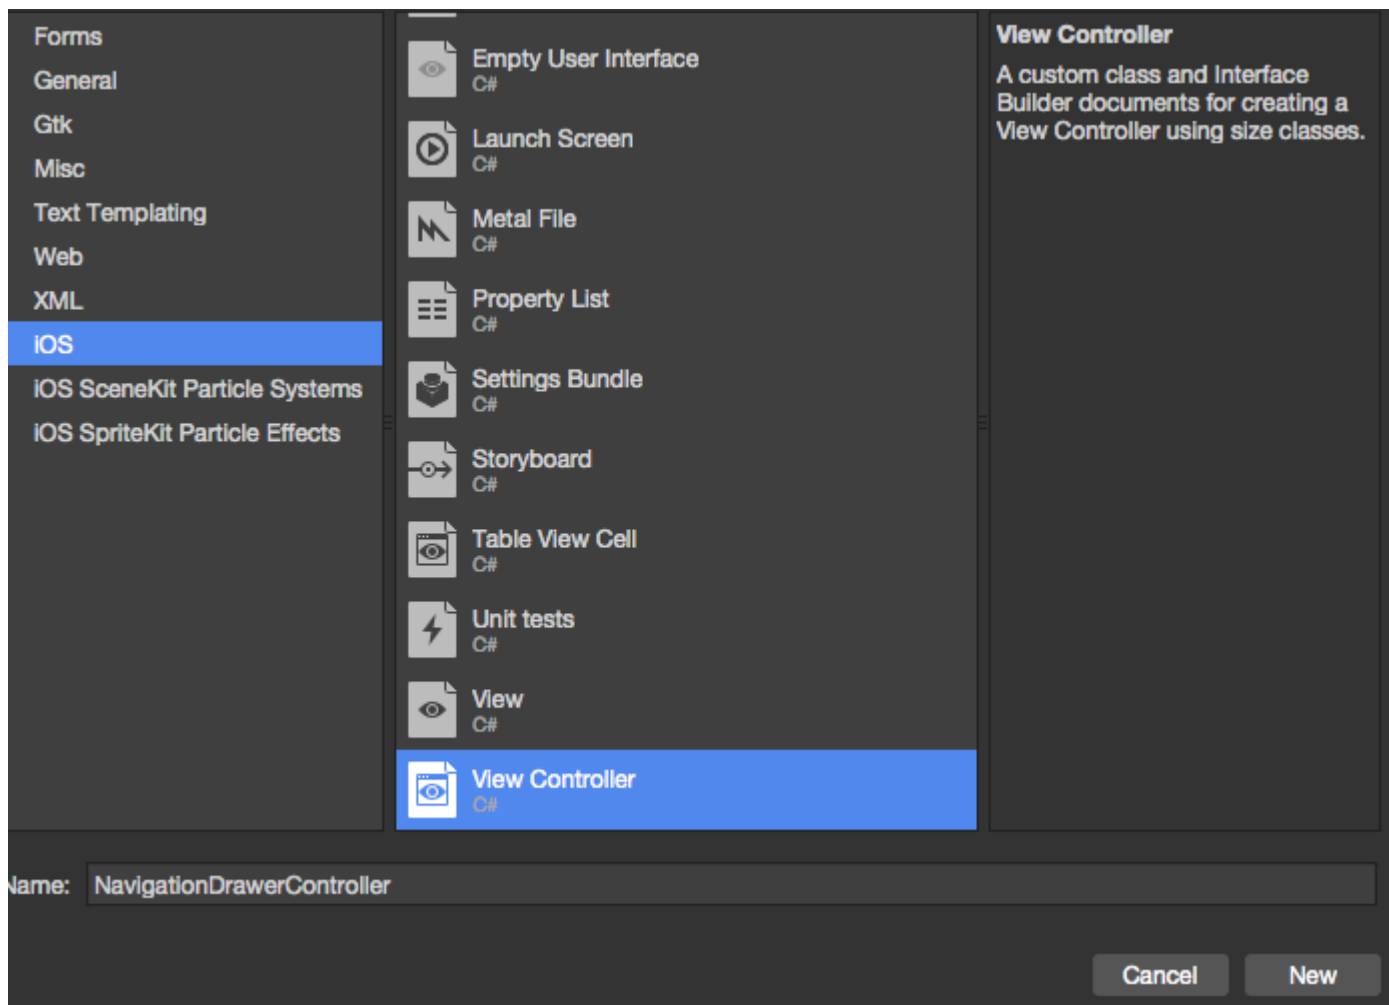 Forms
General
Gtk
Misc
Text Templating
Web
XML
iOS
iOS SceneKit Particle Systems
iOS SpriteKit Particle Effects
Empty User Interface
C#
Launch Screen
C#
Metal File
C#
Property List
C#
Settings Bundle
C#
Storyboard
C#
Table View Cell
C#
Unit tests
C#
View
C#
View Controller
C#
View Controller
A custom class and Interface
Builder documents for creating a
View Controller using size classes.
Name: NavigationDrawerController
Cancel
New